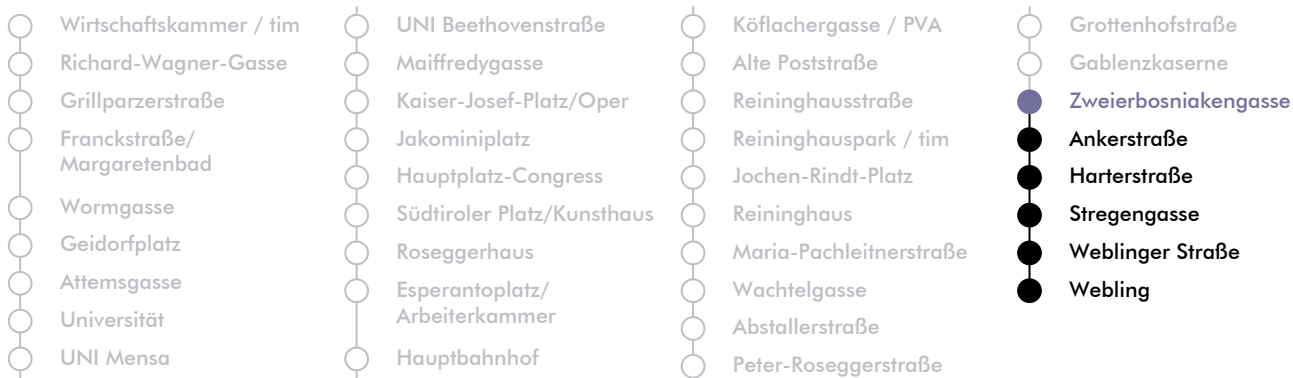 Wirtschaftskammer / tim
Richard-Wagner-Gasse
Grillparzerstraße
Franckstraße/
Margaretenbad
Wormgasse
Geidorfplatz
Attemsgasse
Universität
UNI Mensa
UNI Beethovenstraße
Maiffredygasse
Kaiser-Josef-Platz/Oper
Jakominiplatz
Hauptplatz-Congress
Südtiroler Platz/Kunsthaus
Roseggerhaus
Esperantoplatz/
Arbeiterkammer
Hauptbahnhof
Köflachergasse / PVA
Alte Poststraße
Reininghausstraße
Reininghauspark / tim
Jochen-Rindt-Platz
Reininghaus
Maria-Pachleitnerstraße
Wachtelgasse
Abstallerstraße
Peter-Roseggerstraße
Grottenhofstraße
Gablenzkaserne
Zweierbosniakengasse
Ankerstraße
Harterstraße
Stregengasse
Weblinger Straße
Webling